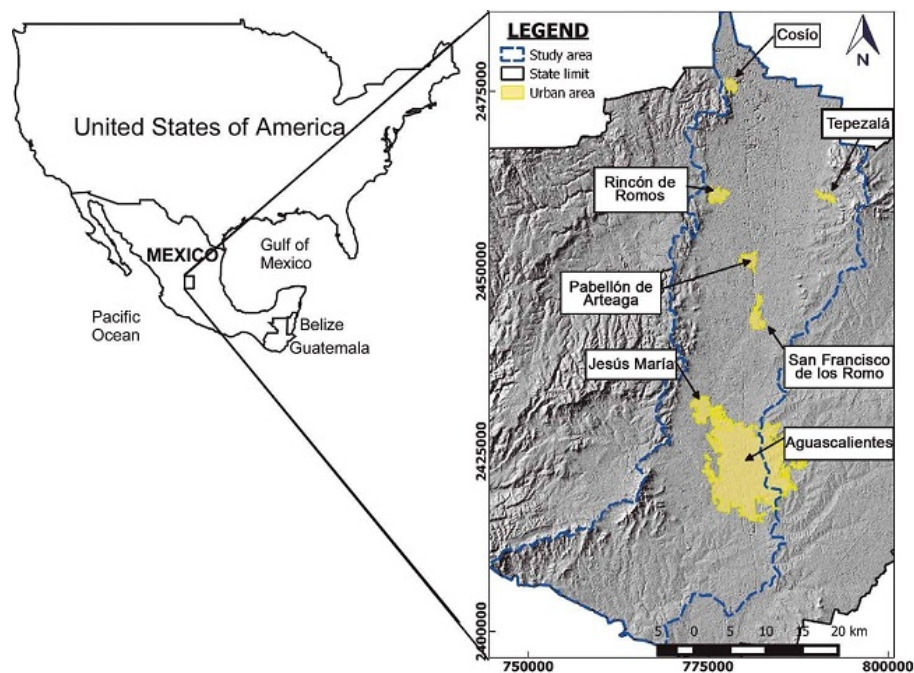 United States of America
MEXICO
Gulf of
Mexico
Pacific
Ocean
Belize
Guatemala
LEGEND
Study area
State limit
Urban area
Cosío
N
Tepezalá
Rincón de
Romos
Pabellón de
Arteaga
San Francisco
de los Romo
Jesús María
Aguascalientes
2475000
2450000
2425000
2400000
5 0 5 10 15 20 km
750000 775000 800000